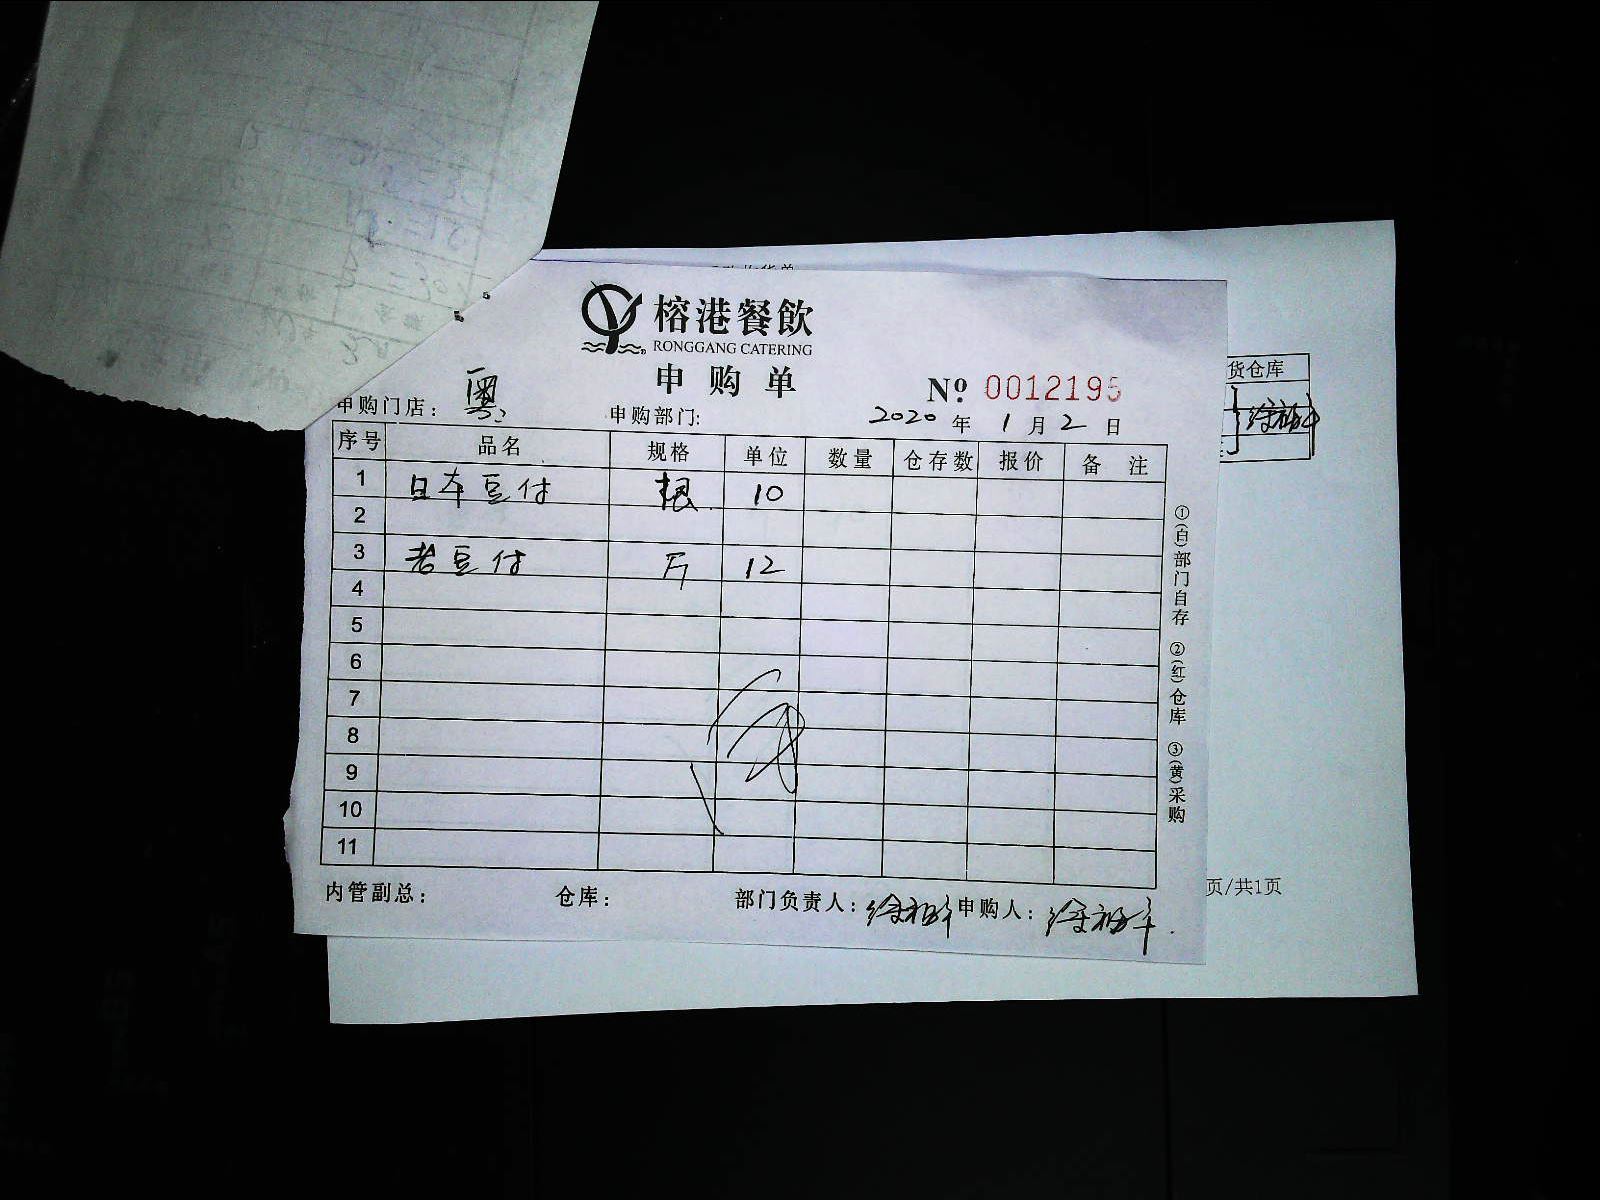 榕港餐飲
RONGGANG CATERING
申购单
Nº 0012195
申购门店: 粤 申购部门: 2020 年 1 月 2 日
序号 品名 规格 单位 数量 仓存数 报价 备 注
1 日本豆付 根 10
2
3 老豆付 斤 12
4
5
6
7
8
9
10
11
内管副总: 仓库: 部门负责人: 申购人:
①(白)部门自存 ②(红)仓库 ③(黄)采购
货仓库
页/共1页